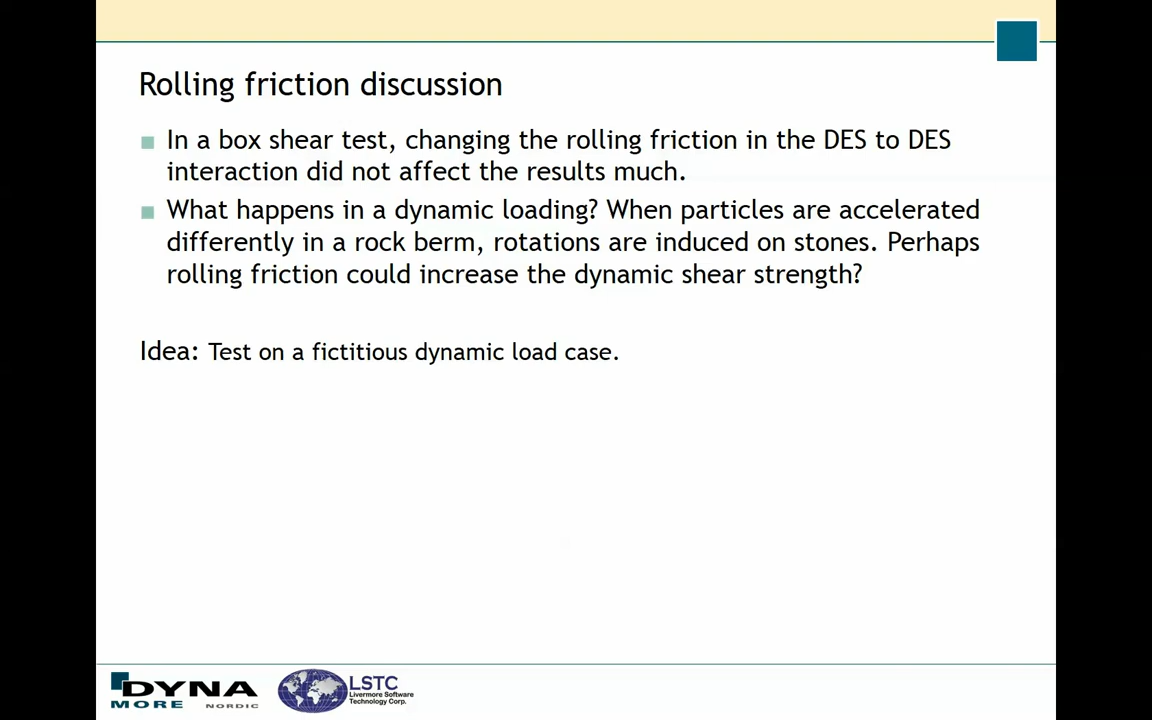 Rolling friction discussion
In a box shear test, changing the rolling friction in the DES to DES
interaction did not affect the results much.
What happens in a dynamic loading? When particles are accelerated
differently in a rock berm, rotations are induced on stones. Perhaps
rolling friction could increase the dynamic shear strength?
Idea: Test on a fictitious dynamic load case.
DYNA
MORE NORDIC
LSTC
Livermore Software
Technology Corp.